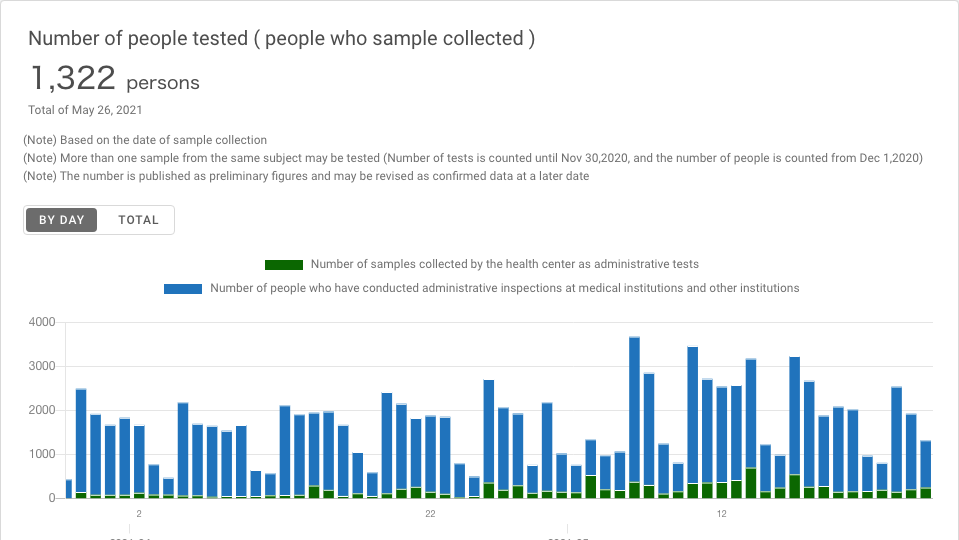 Number of people tested ( people who sample collected )
1,322 persons
Total of May 26, 2021
(Note) Based on the date of sample collection
(Note) More than one sample from the same subject may be tested (Number of tests is counted until Nov 30,2020, and the number of people is counted from Dec 1,2020)
(Note) The number is published as preliminary figures and may be revised as confirmed data at a later date
BY DAY TOTAL
Number of samples collected by the health center as administrative tests
Number of people who have conducted administrative inspections at medical institutions and other institutions
4000
3000
2000
1000
0
2 22 12